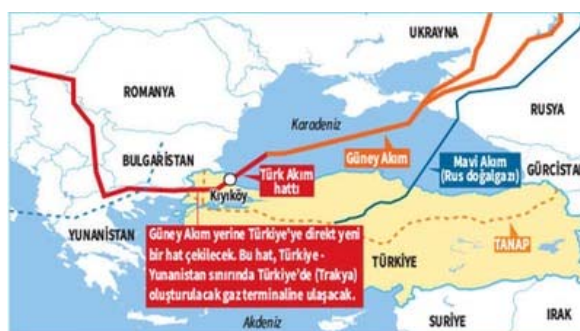 UKRAYNA
ROMANYA
RUSYA
Karadeniz
BULGARİSTAN
Güney Akım
Mavi Akım
(Rus doğalgazı)
GÜRCİSTAN
Türk Akım
hattı
Kıyıköy
YUNANİSTAN
Güney Akım yerine Türkiye'ye direkt yeni
bir hat çekilecek. Bu hat, Türkiye -
Yunanistan sınırında Türkiye'de (Trakya)
oluşturulacak gaz terminaline ulaşacak.
TANAP
TÜRKİYE
Akdeniz
SURİYE
IRAK